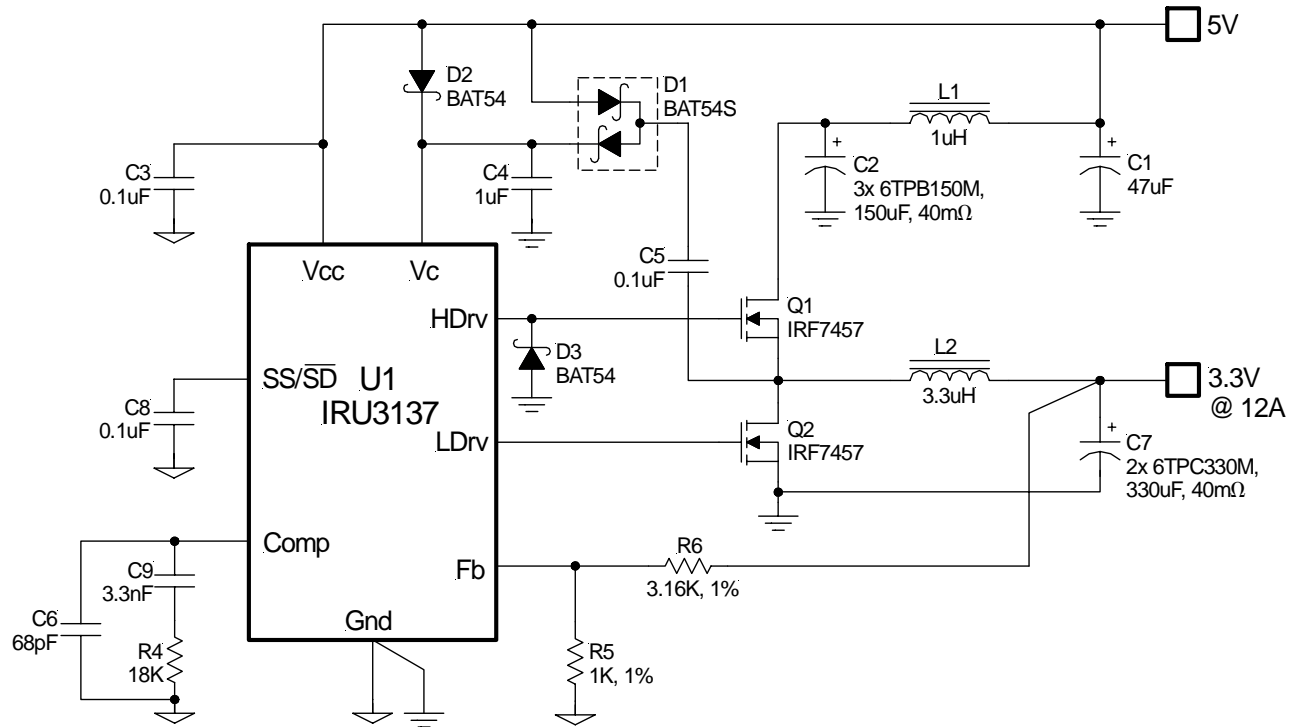 5V
D2
BAT54
D1
BAT54S
L1
1uH
C3
0.1uF
C4
1uF
C2
3x 6TPB150M,
150uF, 40mΩ
C1
47uF
Vcc
Vc
C5
0.1uF
HDrv
Q1
IRF7457
D3
BAT54
L2
3.3uH
3.3V
@ 12A
SS/SD
U1
IRU3137
C8
0.1uF
LDrv
Q2
IRF7457
C7
2x 6TPC330M,
330uF, 40mΩ
Comp
Fb
R6
3.16K, 1%
C9
3.3nF
C6
68pF
R4
18K
Gnd
R5
1K, 1%